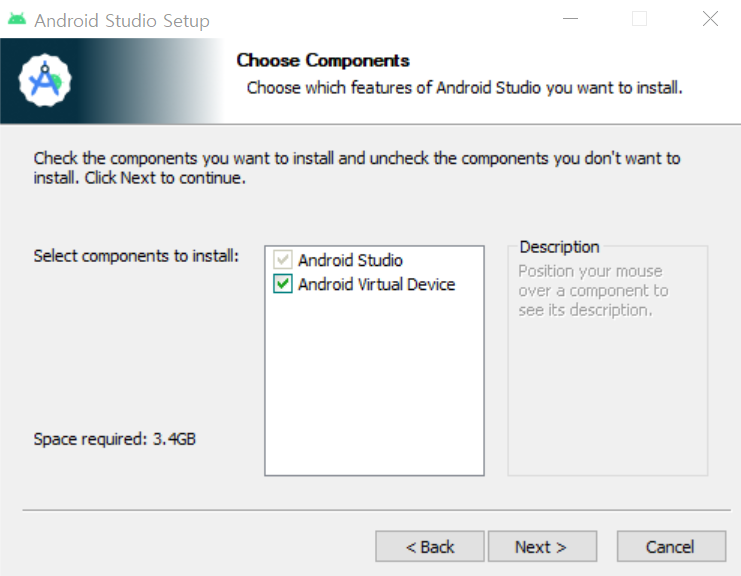 Android Studio Setup
Choose Components
Choose which features of Android Studio you want to install.
Check the components you want to install and uncheck the components you don't want to
install. Click Next to continue.
Select components to install:
Android Studio
Android Virtual Device
Description
Position your mouse
over a component to
see its description.
Space required: 3.4GB
< Back
Next >
Cancel